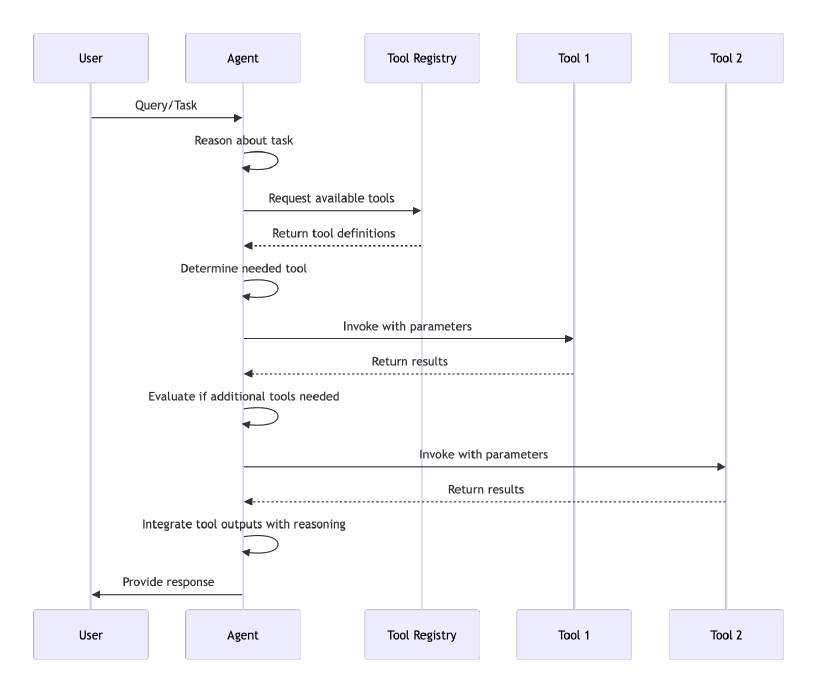 User
Agent
Tool Registry
Tool 1
Tool 2
Query/Task
Reason about task
Request available tools
Return tool definitions
Determine needed tool
Invoke with parameters
Return results
Evaluate if additional tools needed
Invoke with parameters
Return results
Integrate tool outputs with reasoning
Provide response
User
Agent
Tool Registry
Tool 1
Tool 2